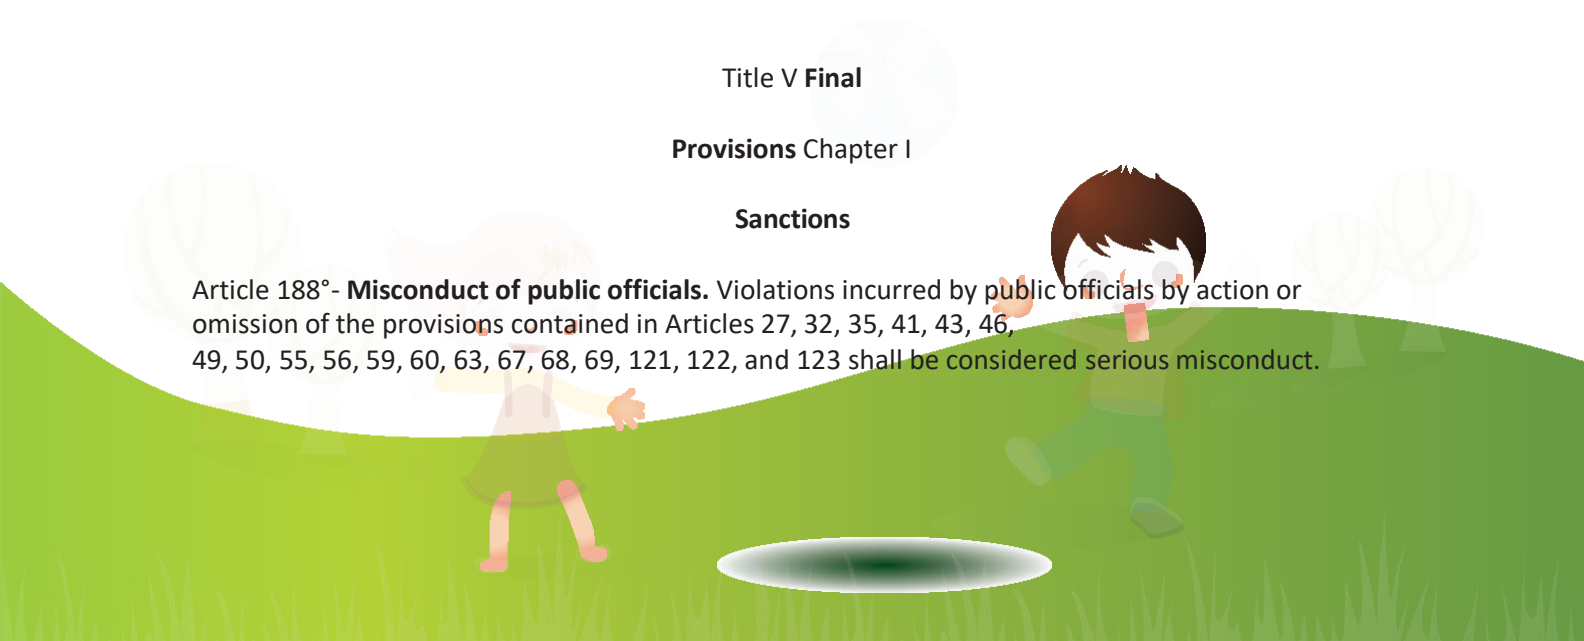 Title V Final
Provisions Chapter I
Sanctions
Article 188°- Misconduct of public officials. Violations incurred by public officials by action or
omission of the provisions contained in Articles 27, 32, 35, 41, 43, 46,
49, 50, 55, 56, 59, 60, 63, 67, 68, 69, 121, 122, and 123 shall be considered serious misconduct.